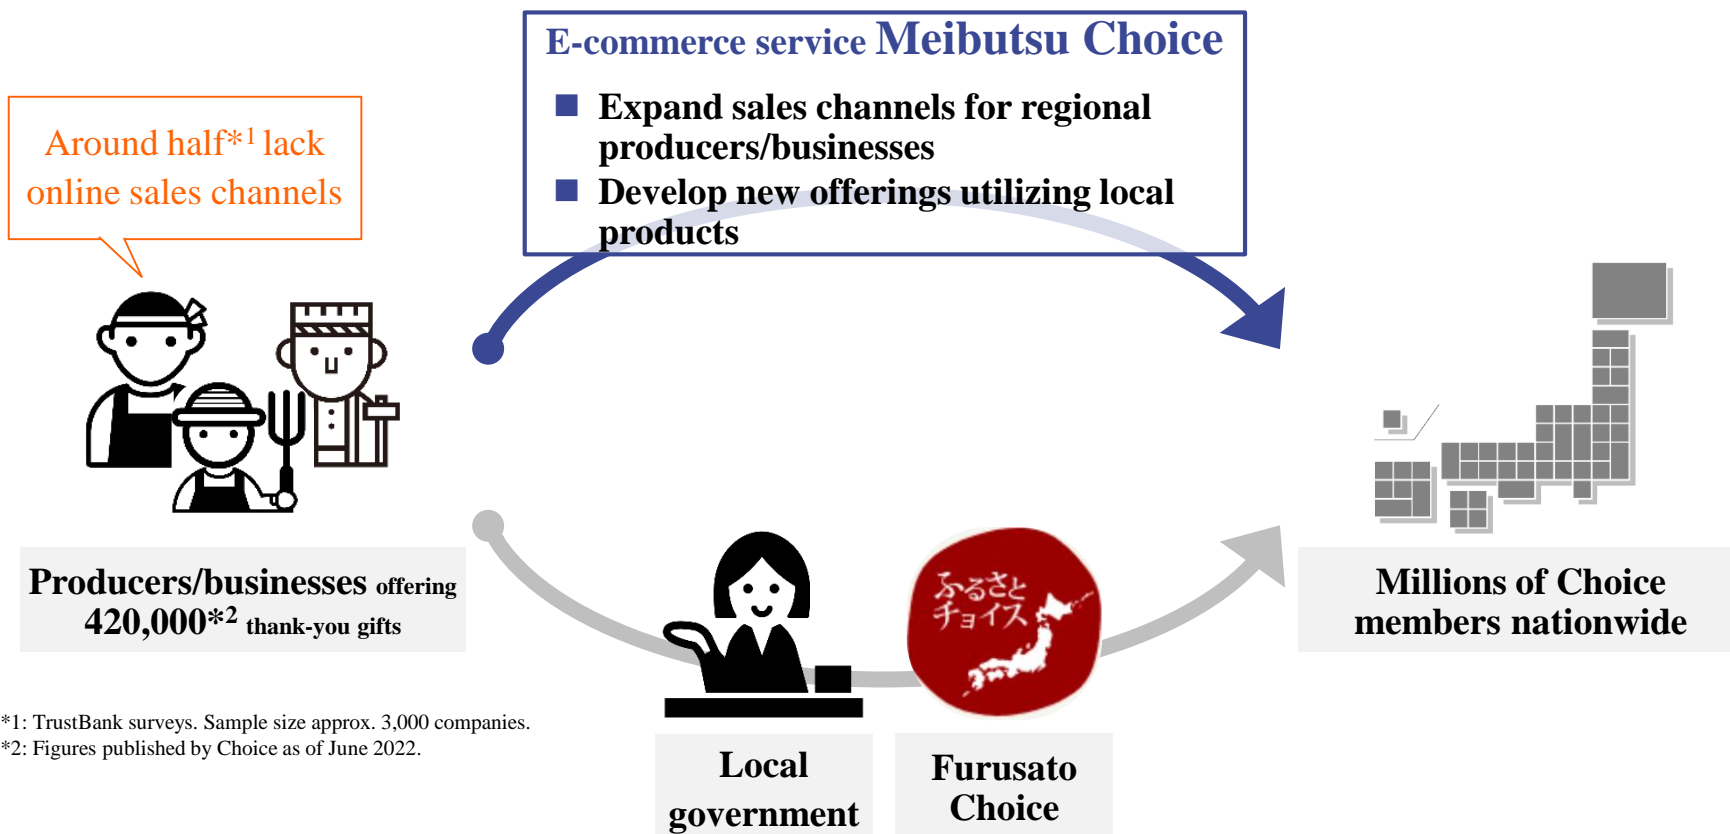 E-commerce service Meibutsu Choice
■ Expand sales channels for regional
producers/businesses
■ Develop new offerings utilizing local
products
Around half*1 lack
online sales channels
Producers/businesses offering
420,000*2 thank-you gifts
ふるさと
チョイス
Local
government
Furusato
Choice
Millions of Choice
members nationwide
*1: TrustBank surveys. Sample size approx. 3,000 companies.
*2: Figures published by Choice as of June 2022.